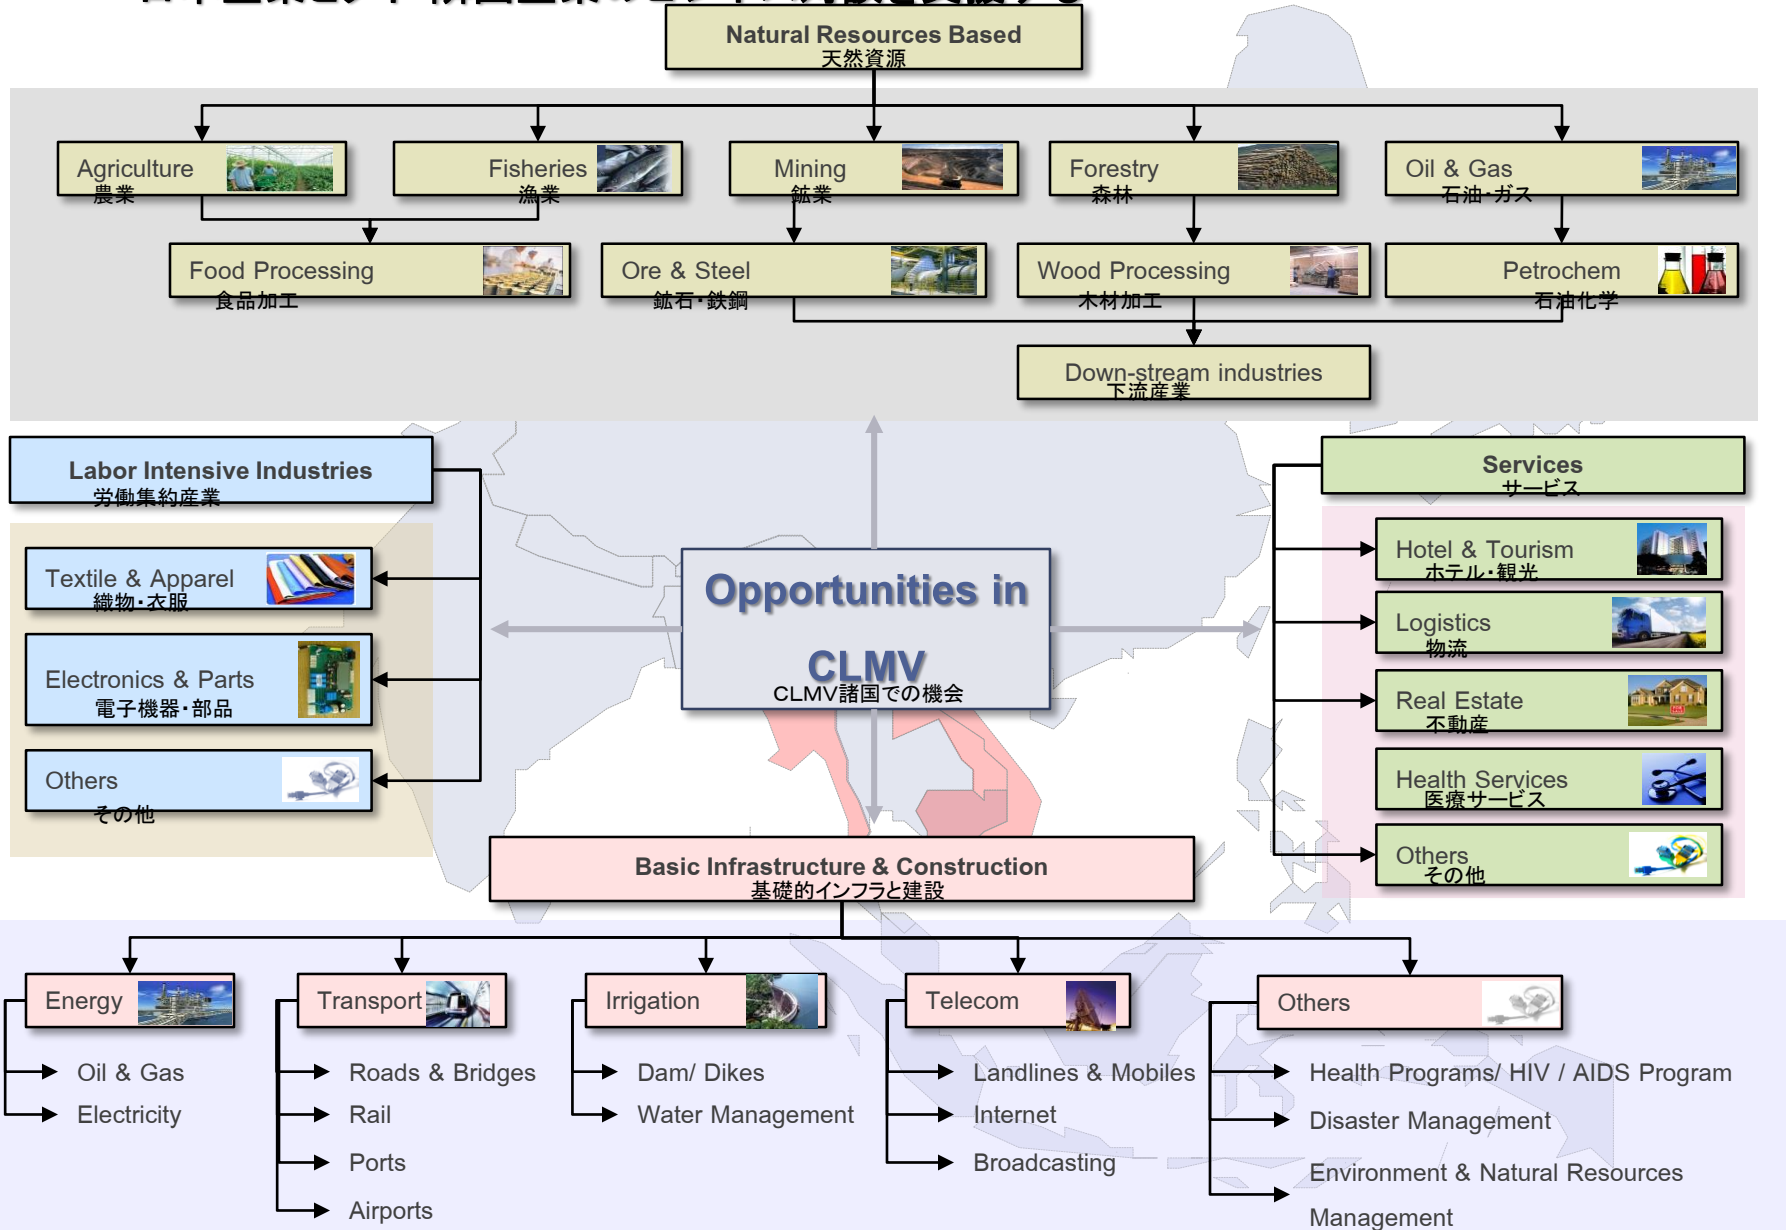 Natural Resources Based
天然資源
Agriculture
農業
Fisheries
漁業
Mining
鉱業
Forestry
森林
Oil & Gas
石油・ガス
Food Processing
食品加工
Ore & Steel
鉱石・鉄鋼
Wood Processing
木材加工
Petrochem
石油化学
Down-stream industries
下流産業
Labor Intensive Industries
労働集約産業
Textile & Apparel
織物・衣服
Electronics & Parts
電子機器・部品
Others
その他
Opportunities in
CLMV
CLMV諸国での機会
Services
サービス
Hotel & Tourism
ホテル・観光
Logistics
物流
Real Estate
不動産
Health Services
医療サービス
Others
その他
Basic Infrastructure & Construction
基礎的インフラと建設
Energy
Oil & Gas
Electricity
Transport
Roads & Bridges
Rail
Ports
Airports
Irrigation
Dam/ Dikes
Water Management
Telecom
Landlines & Mobiles
Internet
Broadcasting
Others
Health Programs/ HIV / AIDS Program
Disaster Management
Environment & Natural Resources
Management